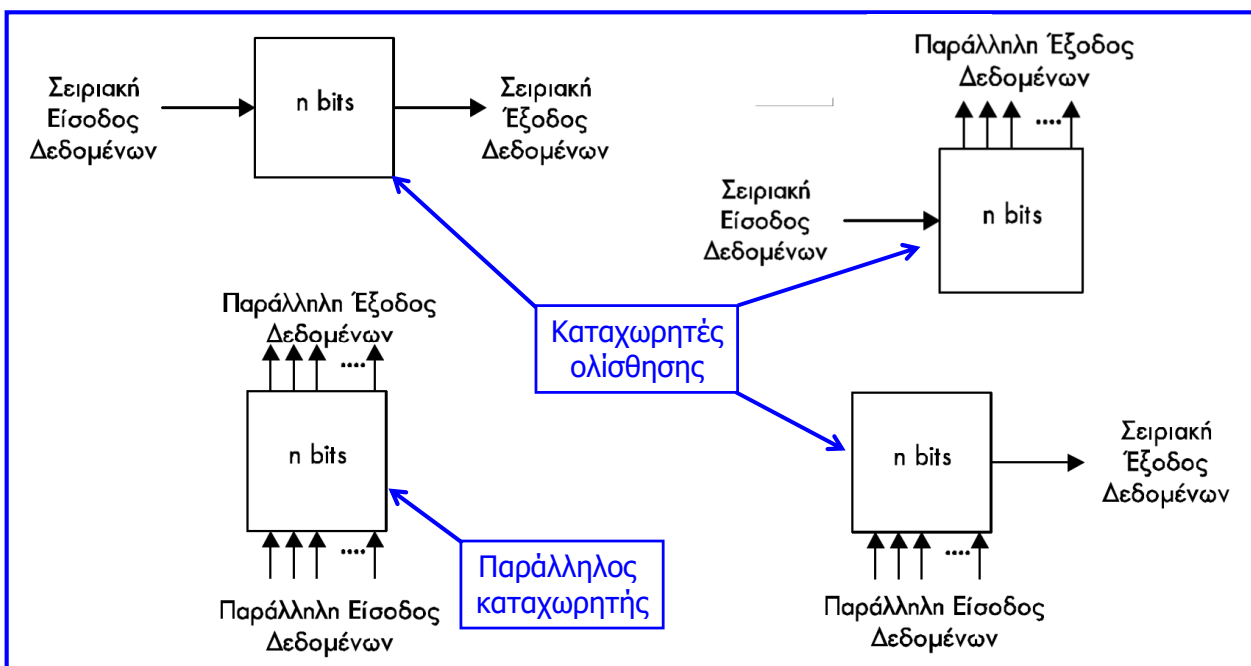 Σειριακή
Είσοδος
Δεδομένων
n bits
Σειριακή
Έξοδος
Δεδομένων
Παράλληλη Έξοδος
Δεδομένων
....
Σειριακή
Είσοδος
Δεδομένων
n bits
Καταχωρητές
ολίσθησης
Παράλληλη Έξοδος
Δεδομένων
....
n bits
....
Παράλληλη Είσοδος
Δεδομένων
Παράλληλος
καταχωρητής
n bits
Σειριακή
Έξοδος
Δεδομένων
....
Παράλληλη Είσοδος
Δεδομένων